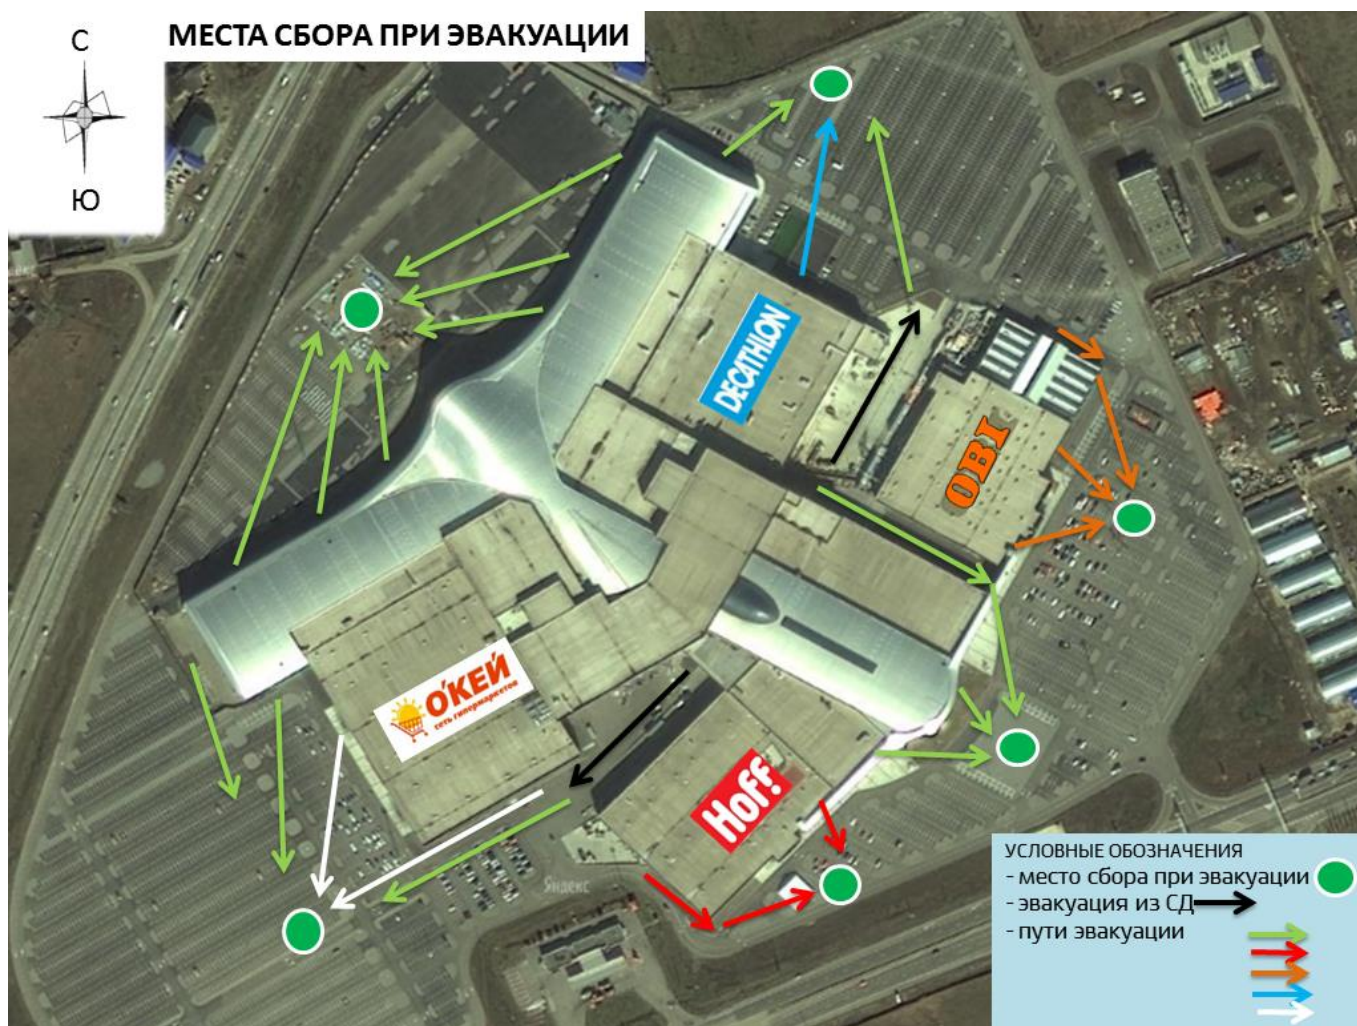 С
МЕСТА СБОРА ПРИ ЭВАКУАЦИИ
Ю
DECATHLON
OBI
О'КЕЙ
сеть гипермаркетов
Hoff
Яндекс
УСЛОВНЫЕ ОБОЗНАЧЕНИЯ
- место сбора при эвакуации
- эвакуация из СД
- пути эвакуации